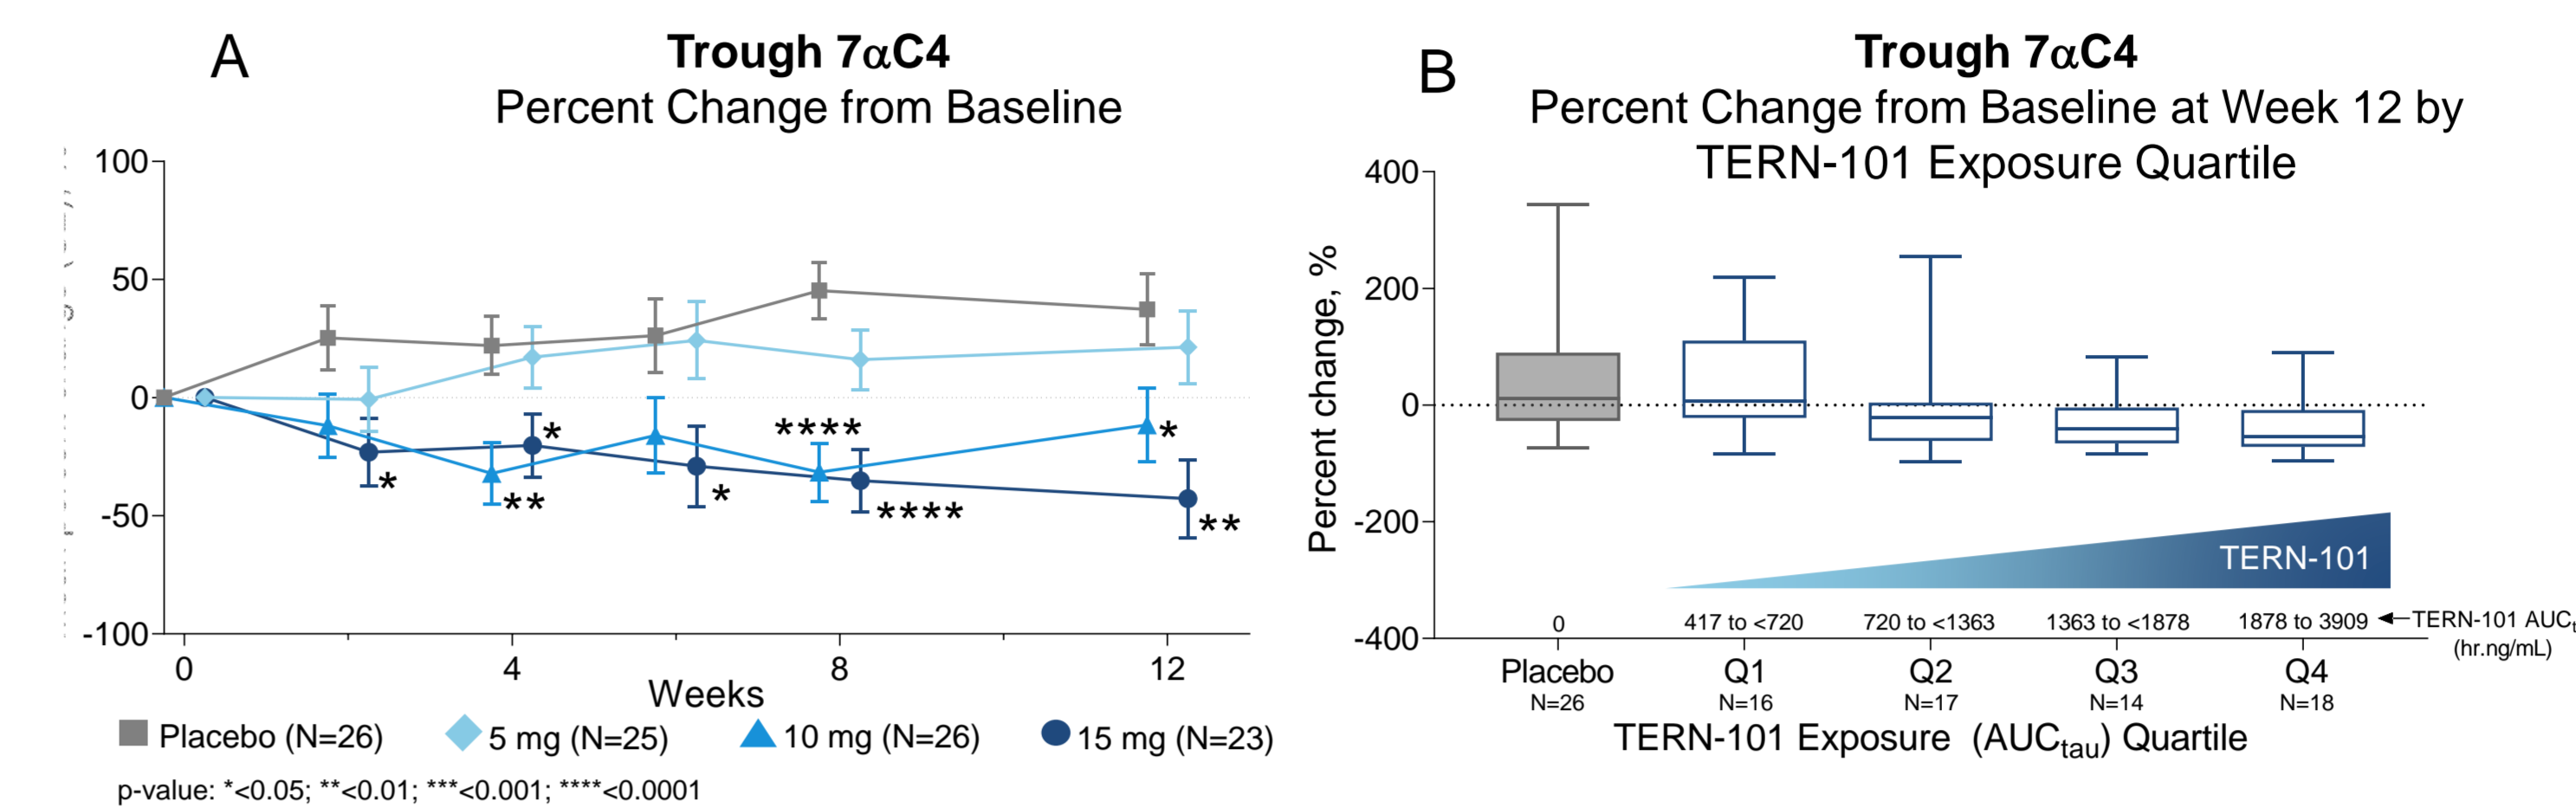 A
Trough 7αC4
Percent Change from Baseline
100
50
0
-50
-100
0 4 8 12
Weeks
*
**
*
*
****
****
*
**
Placebo (N=26) 5 mg (N=25) 10 mg (N=26) 15 mg (N=23)
p-value: *<0.05; **<0.01; ***<0.001; ****<0.0001
B
Trough 7αC4
Percent Change from Baseline at Week 12 by
TERN-101 Exposure Quartile
Percent change, %
400
200
0
-200
-400
TERN-101
0 417 to <720 720 to <1363 1363 to <1878 1878 to 3909 TERN-101 AUC
(hr.ng/mL)
Placebo Q1 Q2 Q3 Q4
N=26 N=16 N=17 N=14 N=18
TERN-101 Exposure (AUCtau) Quartile